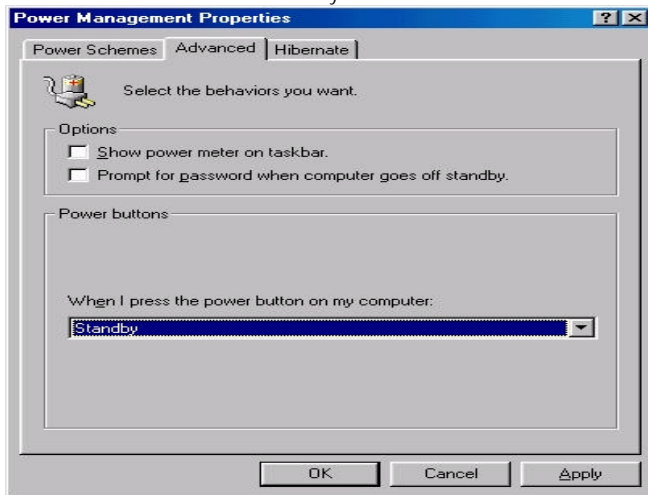 Power Management Properties
Power Schemes Advanced Hibernate
Select the behaviors you want.
Options
Show power meter on taskbar.
Prompt for password when computer goes off standby.
Power buttons
When I press the power button on my computer:
Standby
OK Cancel Apply